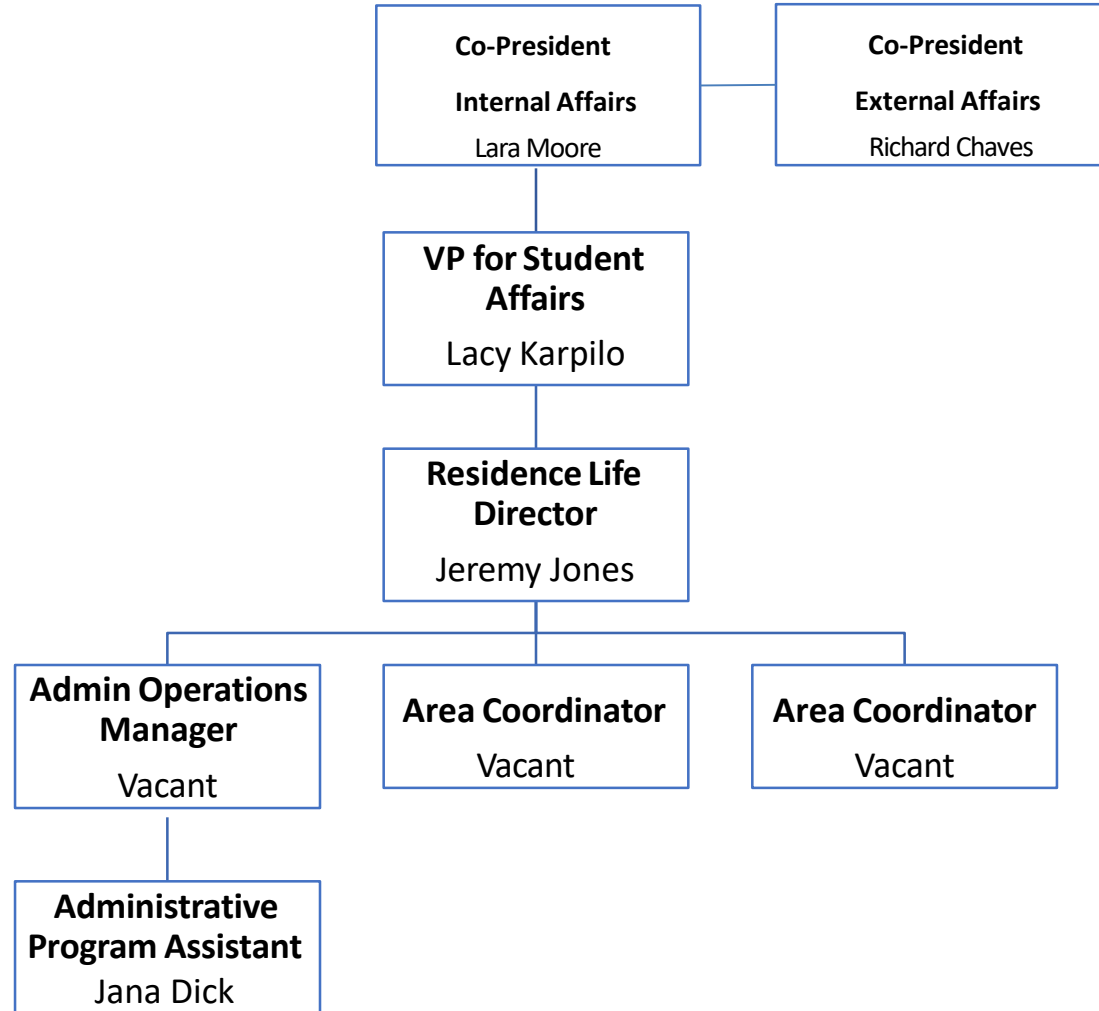 Co-President
Internal Affairs
Lara Moore
Co-President
External Affairs
Richard Chaves
VP for Student
Affairs
Lacy Karpilo
Residence Life
Director
Jeremy Jones
Admin Operations
Manager
Vacant
Area Coordinator
Vacant
Area Coordinator
Vacant
Administrative
Program Assistant
Jana Dick